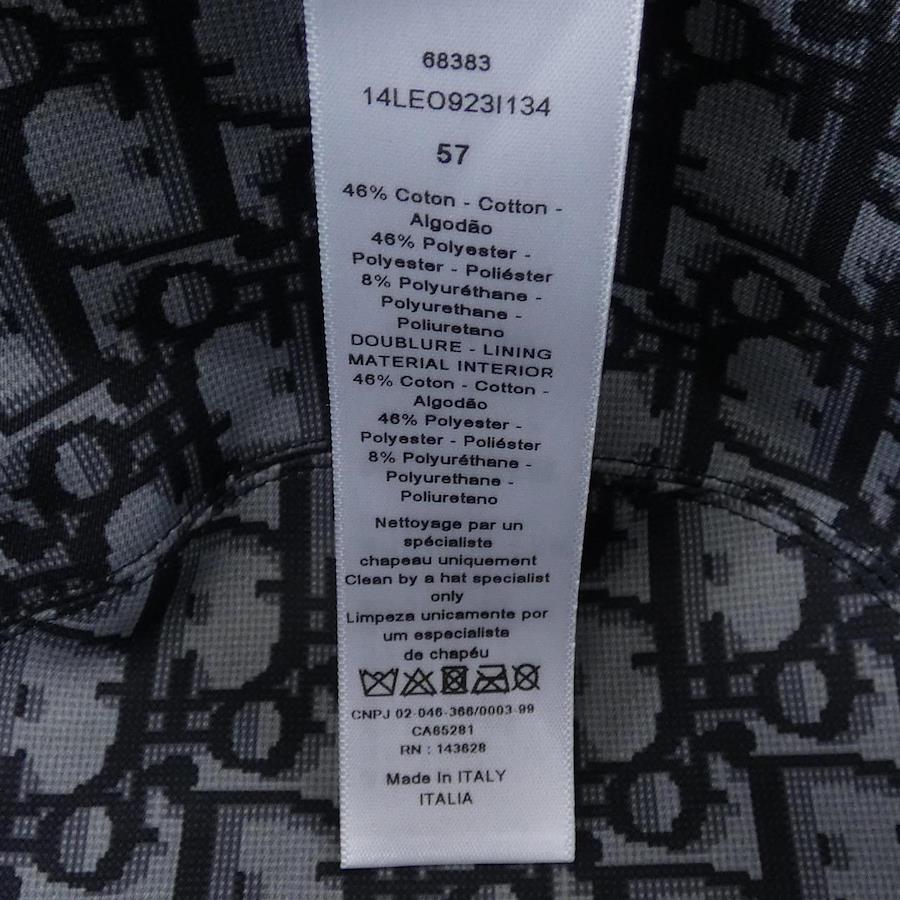 68383
14LEO923I134
57
46% Coton - Cotton -
Algodão
46% Polyester -
Polyester - Poliéster
8% Polyuréthane -
Polyurethane -
Poliuretano
DOUBLURE - LINING
MATERIAL INTERIOR
46% Coton - Cotton -
Algodão
46% Polyester -
Polyester - Poliéster
8% Polyuréthane -
Polyurethane -
Poliuretano
Nettoyage par un
spécialiste
chapeau uniquement
Clean by a hat specialist
only
Limpeza unicamente por
um especialista
de chapéu
CNPJ 02-046-366/0003-99
CA65281
RN : 143628
Made In ITALY
ITALIA